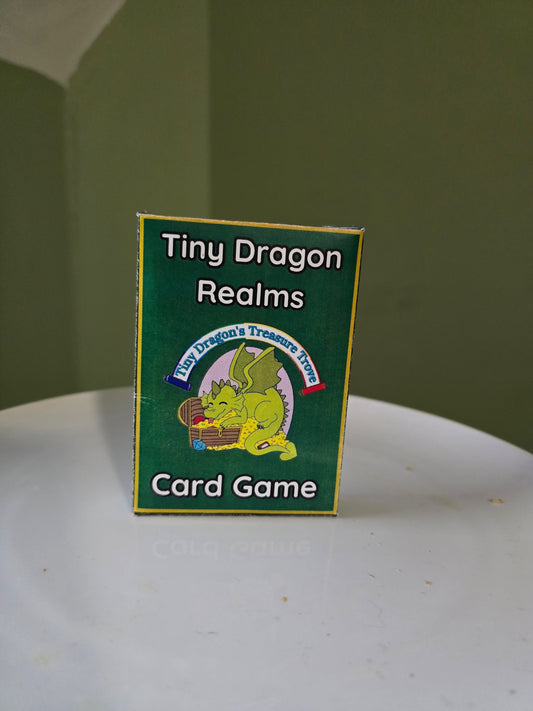 Tiny Dragon
Realms
Tiny Dragon's Treasure Trove
Card Game